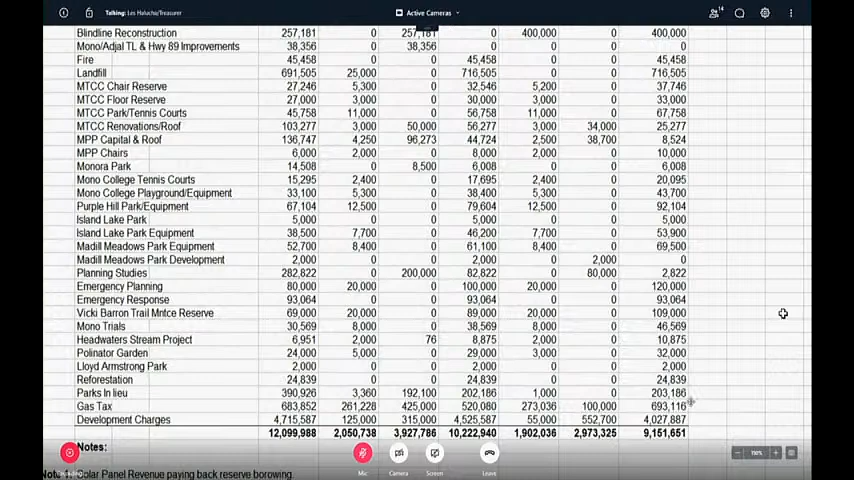 Talking: Les Halucha/Treasurer
Active Cameras
14
Blindline Reconstruction 257,181 0 257,181 0 400,000 400,000
Mono/Adjal TL & Hwy 89 Improvements 38,356 0 38,356 0 0 0
Fire 45,458 0 0 45,458 0 0 45,458
Landfill 691,505 25,000 0 716,505 0 0 716,505
MTCC Chair Reserve 27,246 5,300 0 32,546 5,200 0 37,746
MTCC Floor Reserve 27,000 3,000 0 30,000 3,000 0 33,000
MTCC Park/Tennis Courts 45,758 11,000 0 56,758 11,000 0 67,758
MTCC Renovations/Roof 103,277 3,000 50,000 56,277 3,000 34,000 25,277
MPP Capital & Roof 136,747 4,250 96,273 44,724 2,500 38,700 8,524
MPP Chairs 6,000 2,000 0 8,000 2,000 0 10,000
Monora Park 14,508 0 8,500 6,008 0 0 6,008
Mono College Tennis Courts 15,295 2,400 0 17,695 2,400 0 20,095
Mono College Playground/Equipment 33,100 5,300 0 38,400 5,300 0 43,700
Purple Hill Park/Equipment 67,104 12,500 0 79,604 12,500 0 92,104
Island Lake Park 5,000 0 0 5,000 0 0 5,000
Island Lake Park Equipment 38,500 7,700 0 46,200 7,700 0 53,900
Madill Meadows Park Equipment 52,700 8,400 0 61,100 8,400 0 69,500
Madill Meadows Park Development 2,000 0 0 2,000 0 2,000 0
Planning Studies 282,822 0 200,000 82,822 0 80,000 2,822
Emergency Planning 80,000 20,000 0 100,000 20,000 0 120,000
Emergency Response 93,064 0 0 93,064 0 0 93,064
Vicki Barron Trail Mntce Reserve 69,000 20,000 0 89,000 20,000 0 109,000
Mono Trials 30,569 8,000 0 38,569 8,000 0 46,569
Headwaters Stream Project 6,951 2,000 76 8,875 2,000 0 10,875
Polinator Garden 24,000 5,000 0 29,000 3,000 0 32,000
Lloyd Armstrong Park 2,000 0 0 2,000 0 0 2,000
Reforestation 24,839 0 0 24,839 0 0 24,839
Parks In lieu 390,926 3,360 192,100 202,186 1,000 0 203,186
Gas Tax 683,852 261,228 425,000 520,080 273,036 100,000 693,116
Development Charges 4,715,587 125,000 315,000 4,525,587 55,000 552,700 4,027,887
12,099,988 2,050,738 3,927,786 10,222,940 1,902,036 2,973,325 9,151,651
Notes:
Solar Panel Revenue paying back reserve borrowing.
Mic Camera Screen Leave